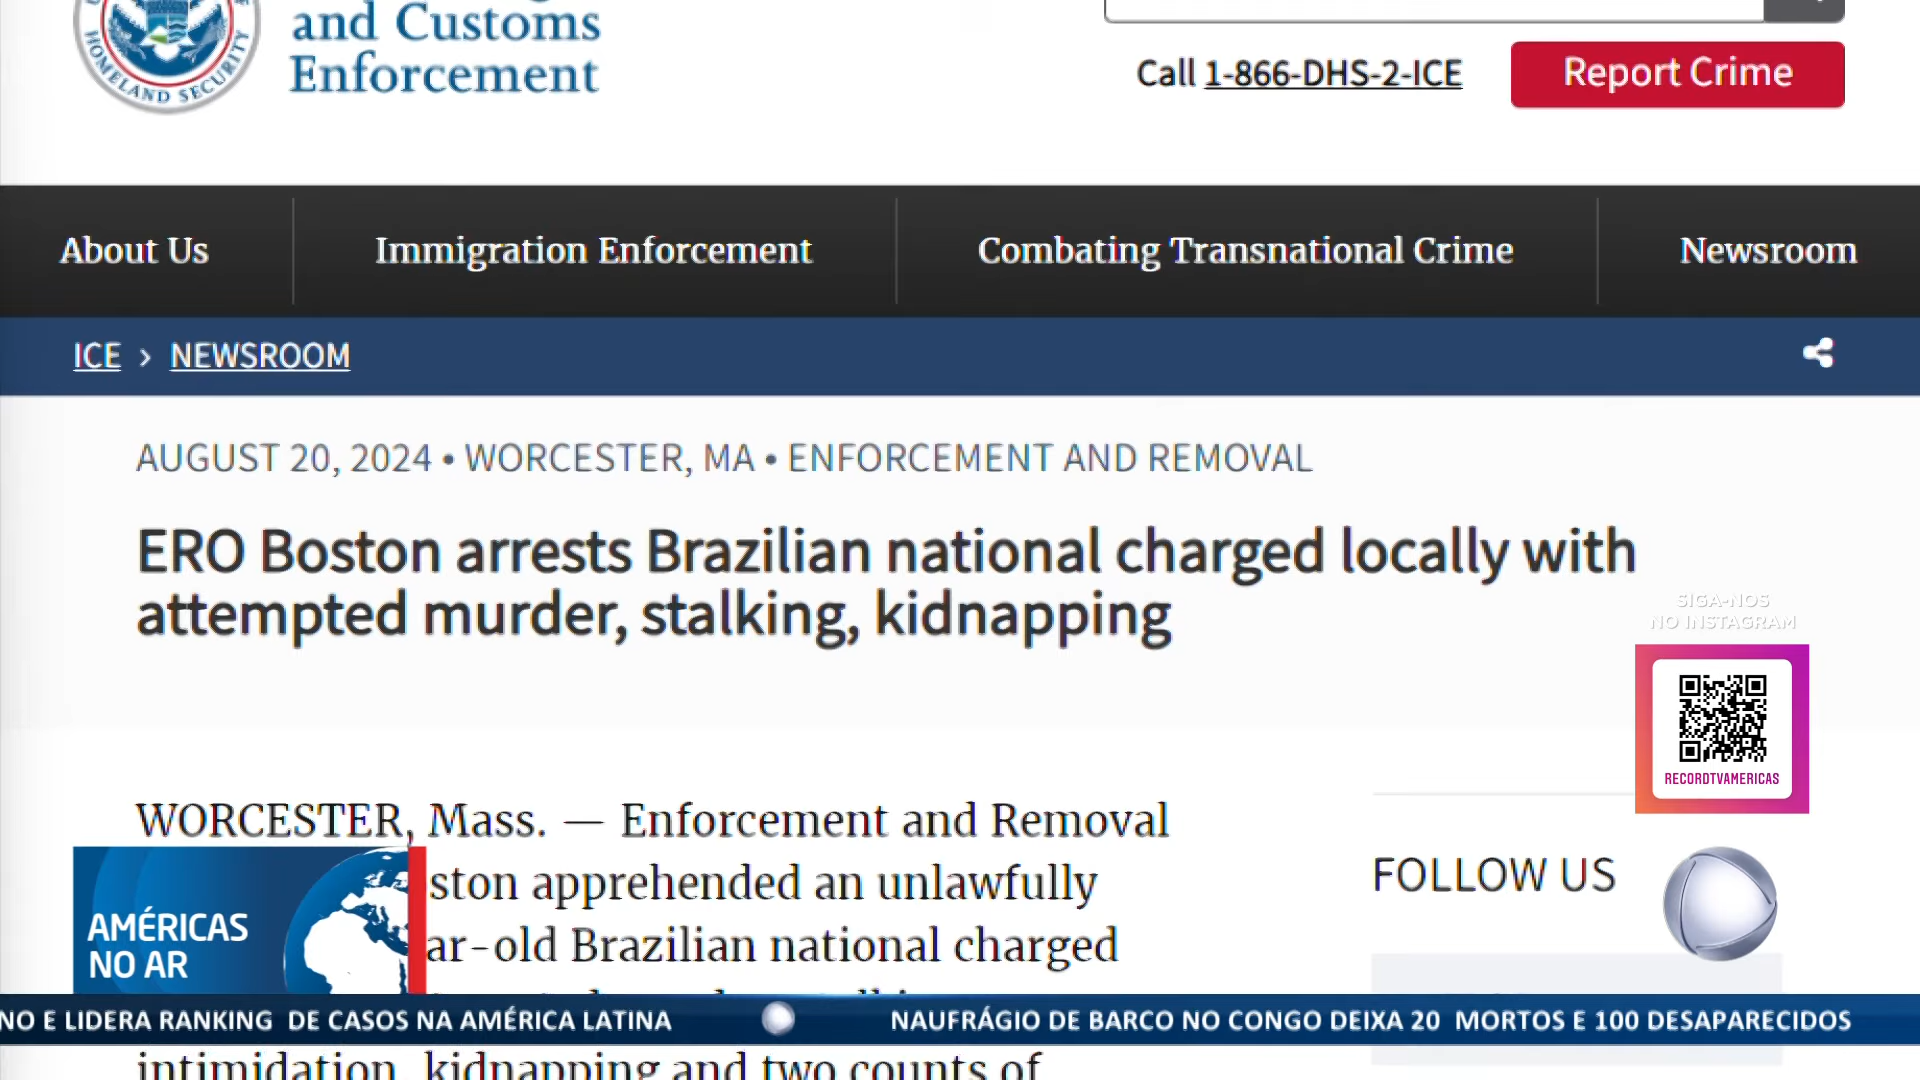 and Customs
Enforcement
HOMELAND SECURITY
Call 1-866-DHS-2-ICE
Report Crime
About Us
Immigration Enforcement
Combating Transnational Crime
Newsroom
ICE › NEWSROOM
AUGUST 20, 2024 • WORCESTER, MA • ENFORCEMENT AND REMOVAL
ERO Boston arrests Brazilian national charged locally with
attempted murder, stalking, kidnapping
SIGA-NOS
NO INSTAGRAM
RECORDTVAMERICAS
WORCESTER, Mass. — Enforcement and Removal
ston apprehended an unlawfully
ar-old Brazilian national charged
FOLLOW US
AMÉRICAS
NO AR
NO E LIDERA RANKING DE CASOS NA AMÉRICA LATINA
NAUFRÁGIO DE BARCO NO CONGO DEIXA 20 MORTOS E 100 DESAPARECIDOS
intimidation, kidnapping and two counts of